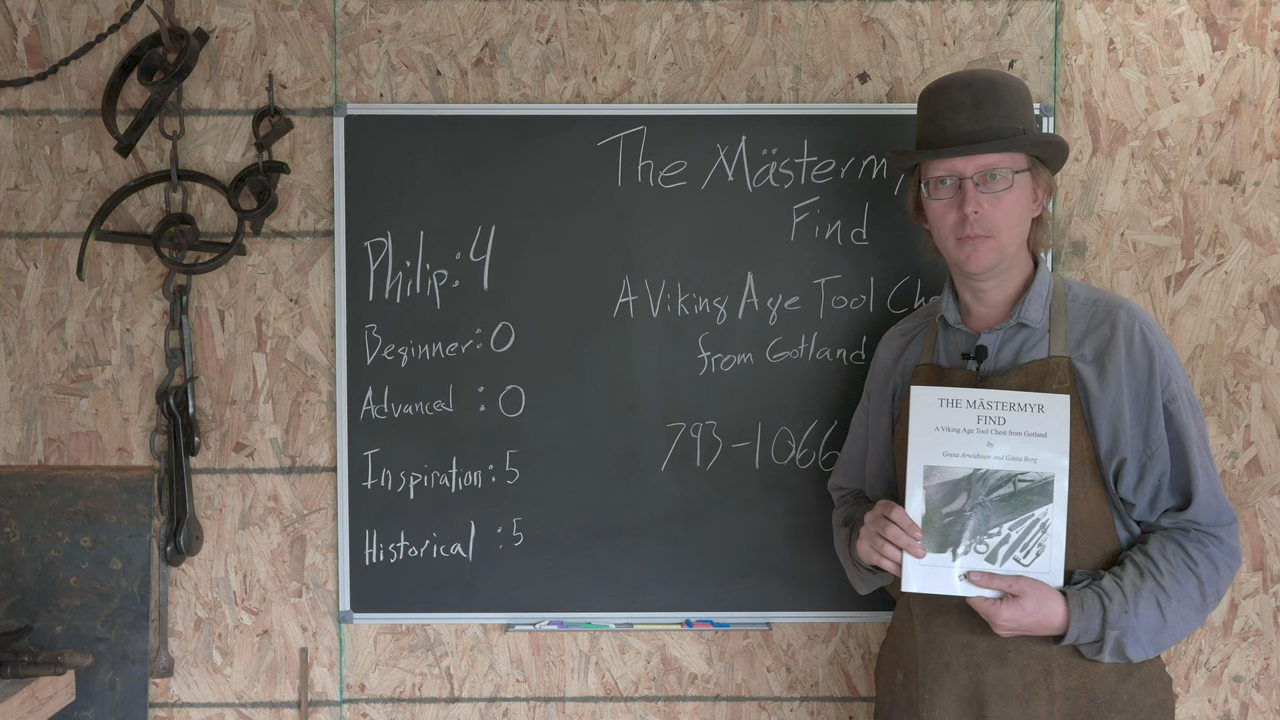 The Mästerm
Find
A Viking Age Tool Che
from Gotland
793-1066
Philip: 4
Beginner: 0
Advanced : 0
Inspiration: 5
Historical : 5
THE MÄSTERMYR
FIND
A Viking Age Tool Chest from Gotland
by
Greta Arwidsson and Gösta Berg